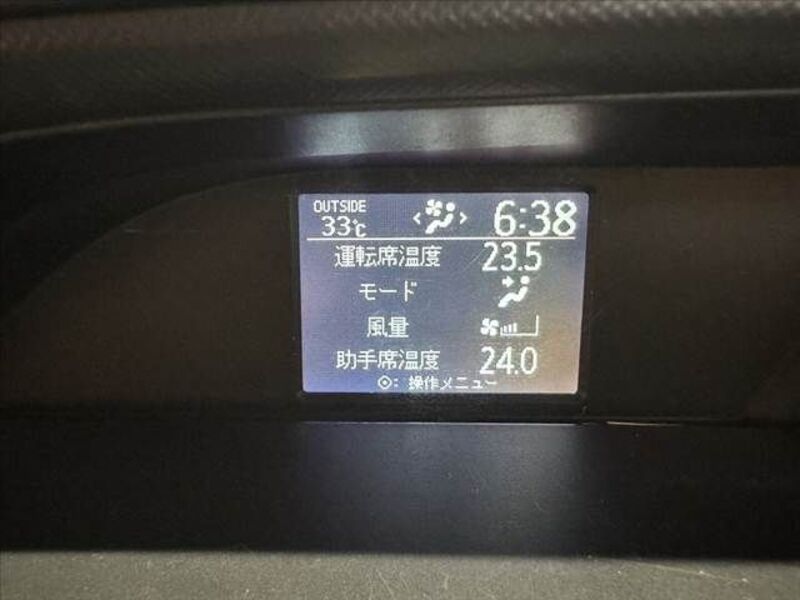 OUTSIDE
33℃
6:38
運転席温度 23.5
モード
風量
助手席温度 24.0
⊙: 操作メニュー